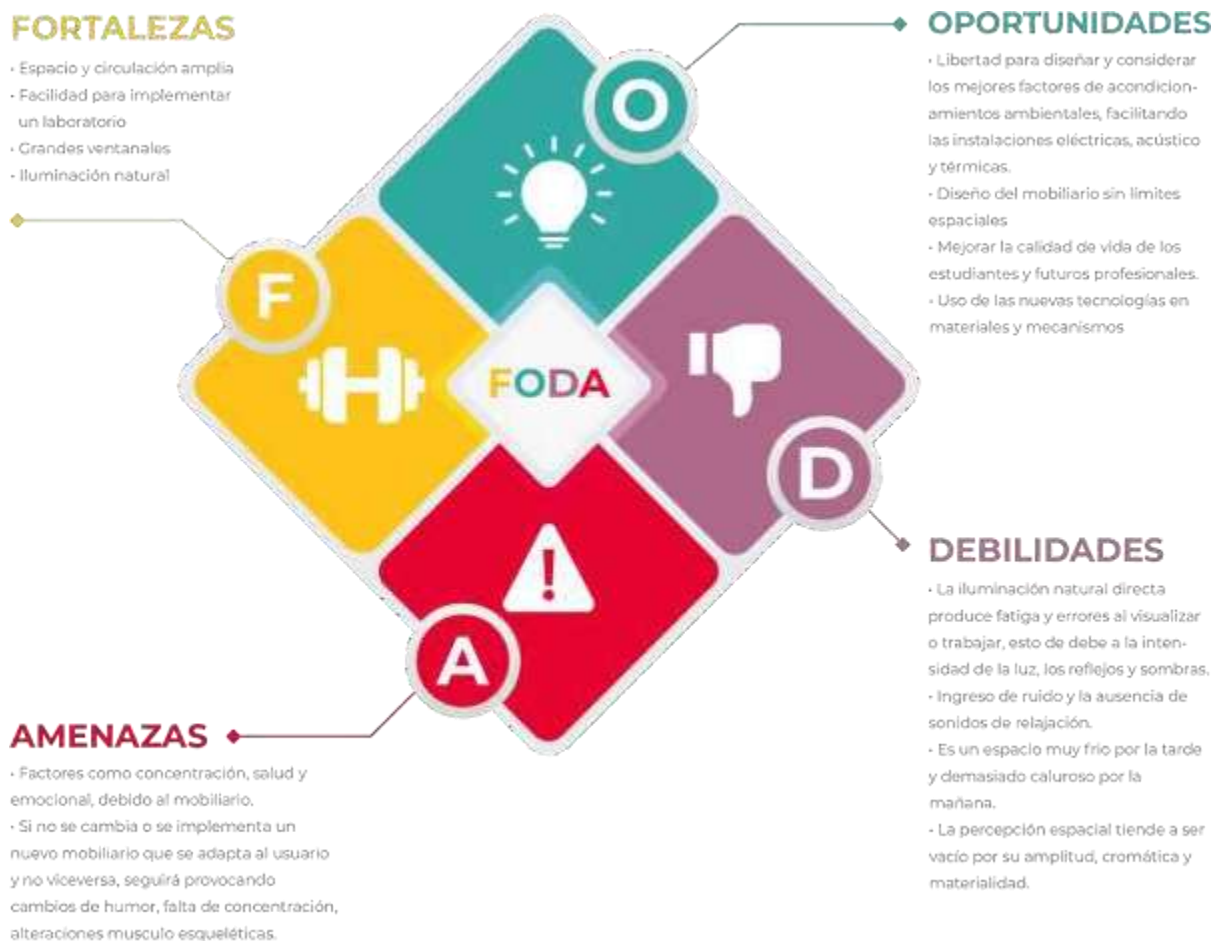 FORTALEZAS
• Espacio y circulación amplia
• Facilidad para implementar
un laboratorio
• Grandes ventanales
• Iluminación natural
OPORTUNIDADES
• Libertad para diseñar y considerar
los mejores factores de acondicion-
amientos ambientales, facilitando
las instalaciones eléctricas, acústico
y térmicas.
• Diseño del mobiliario sin límites
espaciales
• Mejorar la calidad de vida de los
estudiantes y futuros profesionales.
• Uso de las nuevas tecnologías en
materiales y mecanismos
O
F
FODA
D
A
!
DEBILIDADES
• La iluminación natural directa
produce fatiga y errores al visualizar
o trabajar, esto de debe a la inten-
sidad de la luz, los reflejos y sombras.
• Ingreso de ruido y la ausencia de
sonidos de relajación.
• Es un espacio muy frio por la tarde
y demasiado caluroso por la
mañana.
• La percepción espacial tiende a ser
vacío por su amplitud, cromática y
materialidad.
AMENAZAS
• Factores como concentración, salud y
emocional, debido al mobiliario.
• Si no se cambia o se implementa un
nuevo mobiliario que se adapta al usuario
y no viceversa, seguirá provocando
cambios de humor, falta de concentración,
alteraciones musculo esqueléticas.